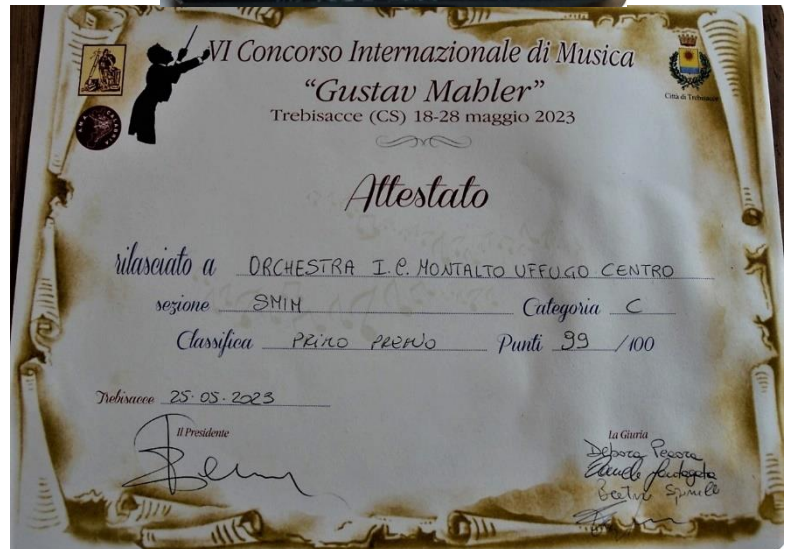 VI Concorso Internazionale di Musica
"Gustav Mahler"
Trebisacce (CS) 18-28 maggio 2023
Città di Trebisacce
Attestato
rilasciato a ORCHESTRA I.C. MONTALTO UFFUGO CENTRO
sezione SMIM Categoria C
Classifica PRIMO PREMIO Punti 99 /100
Trebisacce 25-05-2023
Il Presidente
La Giuria
Debora Pecora